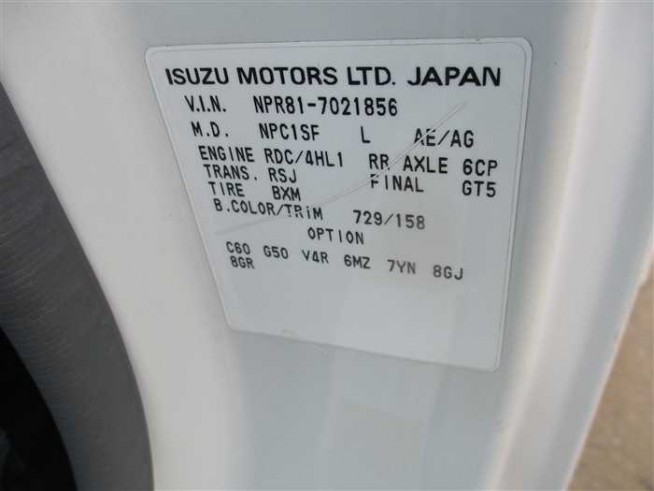 ISUZU MOTORS LTD. JAPAN
V.I.N. NPR81-7021856
M.D. NPC1SF L AE/AG
ENGINE RDC/4HL1 RR AXLE 6CP
TRANS. RSJ FINAL GT5
TIRE BXM
B.COLOR/TRIM 729/158
OPTION
C60 G50 V4R 6MZ 7YN 8GJ
8GR